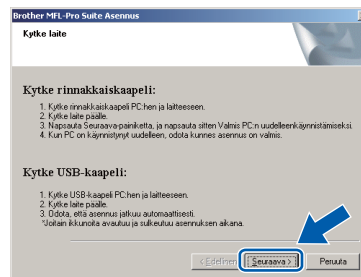 Brother MFL-Pro Suite Asennus
Kytke laite
Kytke rinnakkaiskaapeli:
1. Kytke rinnakkaiskaapeli PC:hen ja laitteeseen.
2. Kytke laite päälle.
3. Napsauta Seuraava-painiketta, ja napsauta sitten Valmis PC:n uudelleenkäynnistämiseksi.
4. Kun PC on käynnistynyt uudelleen, odota kunnes asennus on valmis.
Kytke USB-kaapeli:
1. Kytke USB-kaapeli PC:hen ja laitteeseen.
2. Kytke laite päälle.
3. Odota, että asennus jatkuu automaattisesti.
*Joitain ikkunoita avautuu ja sulkeutuu asennuksen aikana.
< Edellinen Seuraava > Peruuta